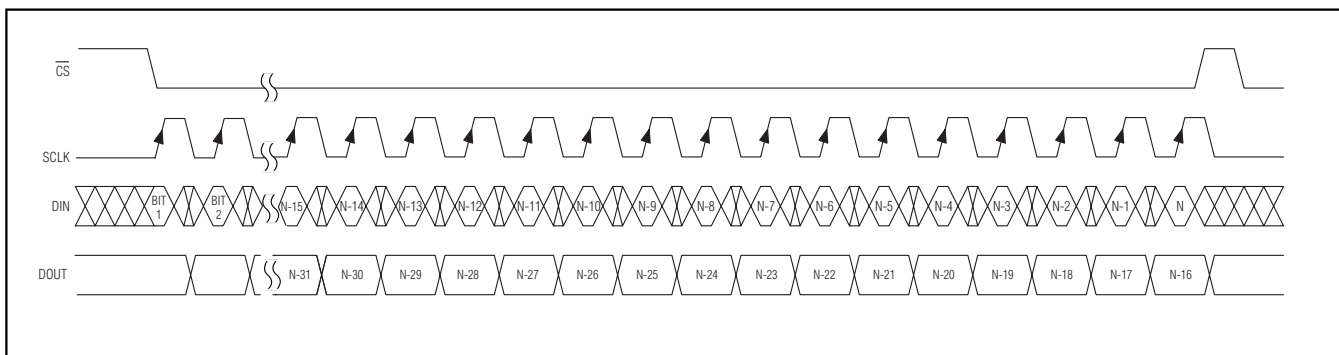 CS
SCLK
DIN BIT 1 BIT 2 N-15 N-14 N-13 N-12 N-11 N-10 N-9 N-8 N-7 N-6 N-5 N-4 N-3 N-2 N-1 N
DOUT N-31 N-30 N-29 N-28 N-27 N-26 N-25 N-24 N-23 N-22 N-21 N-20 N-19 N-18 N-17 N-16